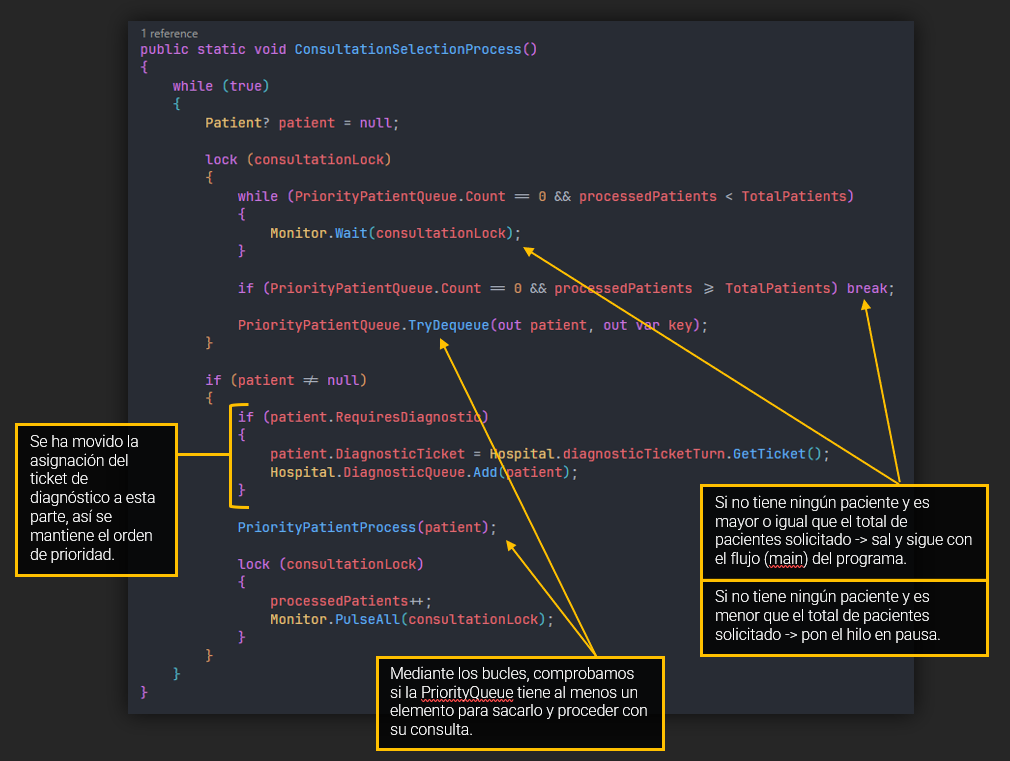 1 reference
public static void ConsultationSelectionProcess()
{
while (true)
{
Patient? patient = null;
lock (consultationLock)
{
while (PriorityPatientQueue.Count == 0 && processedPatients < TotalPatients)
{
Monitor.Wait(consultationLock);
}
if (PriorityPatientQueue.Count == 0 && processedPatients >= TotalPatients) break;
PriorityPatientQueue.TryDequeue(out patient, out var key);
}
if (patient != null)
{
if (patient.RequiresDiagnostic)
{
patient.DiagnosticTicket = Hospital.diagnosticTicketTurn.GetTicket();
Hospital.DiagnosticQueue.Add(patient);
}
PriorityPatientProcess(patient);
lock (consultationLock)
{
processedPatients++;
Monitor.PulseAll(consultationLock);
}
}
}
}
Se ha movido la
asignación del
ticket de
diagnóstico a esta
parte, así se
mantiene el orden
de prioridad.
Si no tiene ningún paciente y es
mayor o igual que el total de
pacientes solicitado -> sal y sigue con
el flujo (main) del programa.
Si no tiene ningún paciente y es
menor que el total de pacientes
solicitado -> pon el hilo en pausa.
Mediante los bucles, comprobamos
si la PriorityQueue tiene al menos un
elemento para sacarlo y proceder con
su consulta.